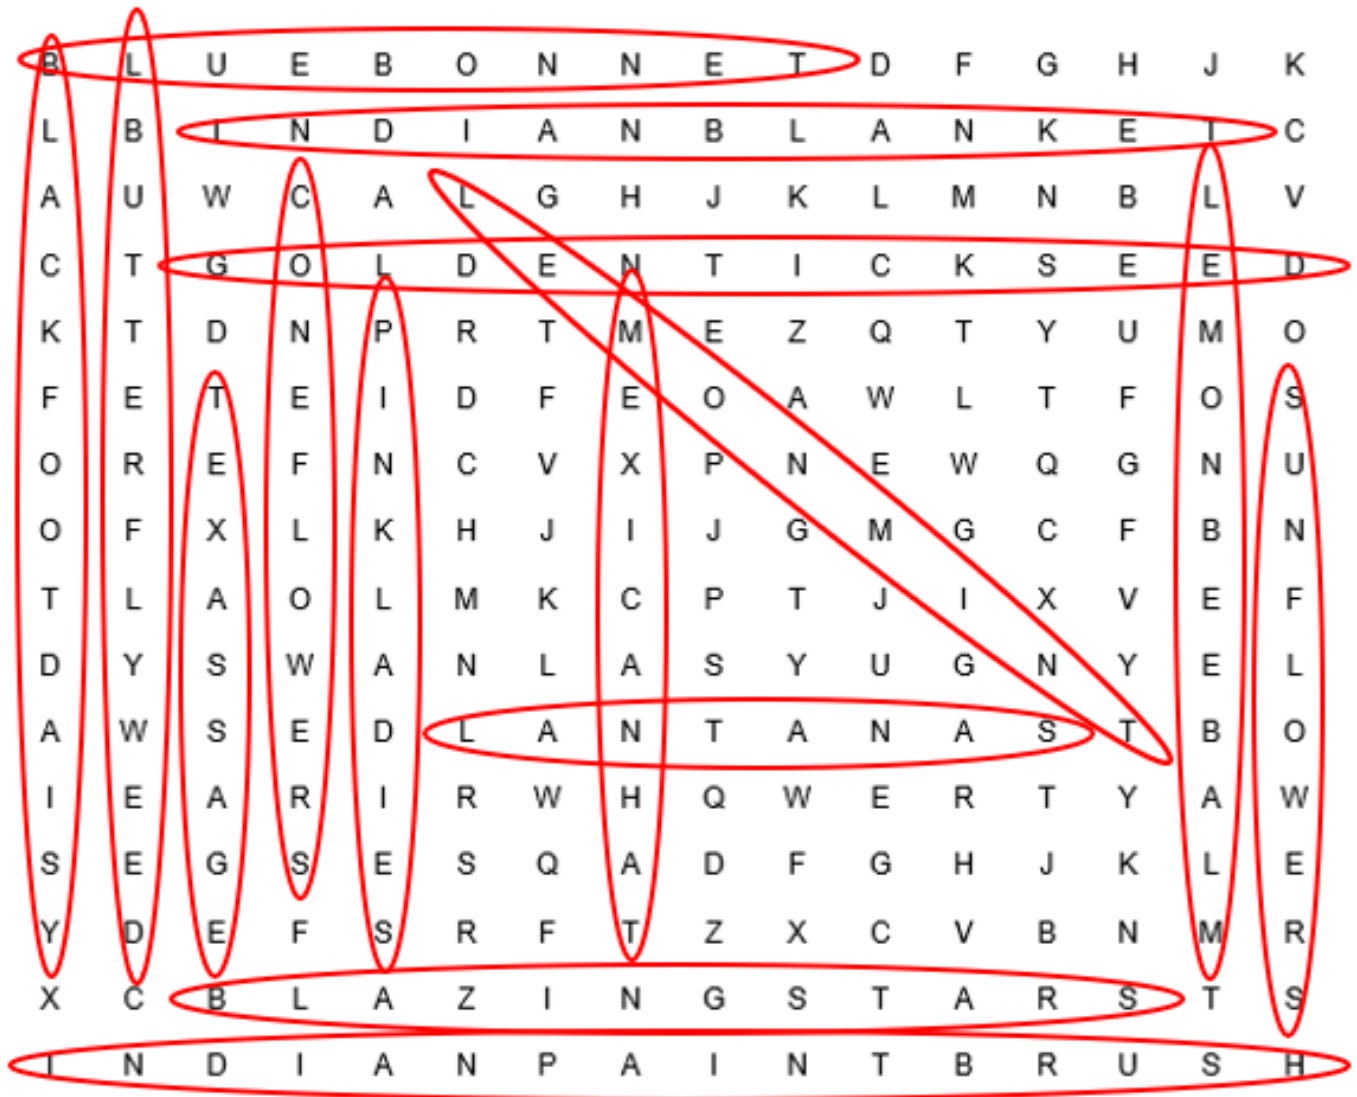 B L U E B O N N E T D F G H J K
L B I N D I A N B L A N K E T C
A U W C A L G H J K L M N B L V
C T G O L D E N T I C K S E E D
K T D N P R T M E Z Q T Y U M O
F E T E I D F E O A W L T F O S
O R E F N C V X P N E W Q G N U
O F X L K H J I J G M G C F B N
T L A O L M K C P T J I X V E F
D Y S W A N L A S Y U G N Y E L
A W S E D L A N T A N A S T B O
I E A R I R W H Q W E R T Y A W
S E G S E S Q A D F G H J K L E
Y D E F S R F T Z X C V B N M R
X C B L A Z I N G S T A R S T S
I N D I A N P A I N T B R U S H